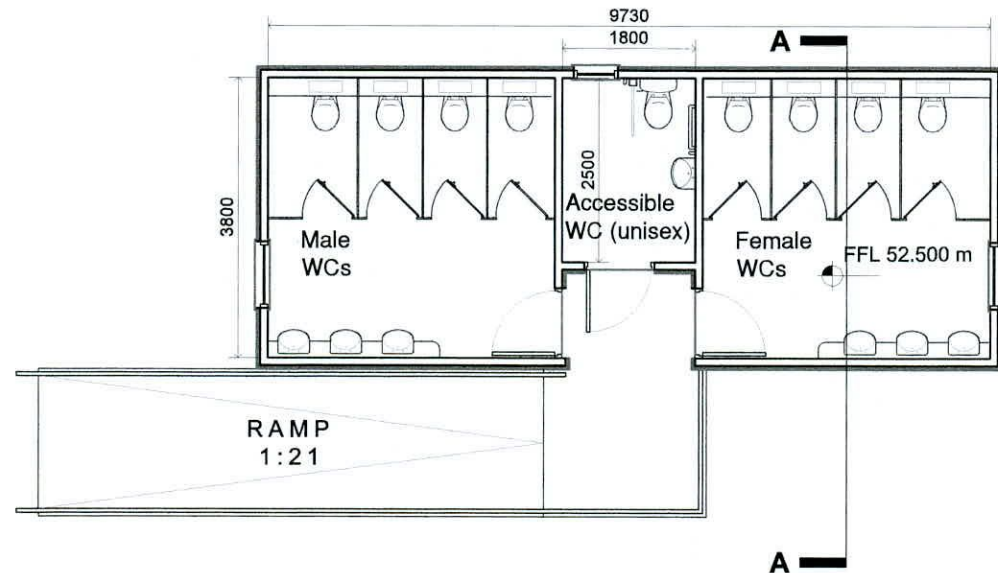 9730
1800
A
3800
2500
Accessible
WC (unisex)
Male
WCs
Female
WCs
FFL 52.500 m
RAMP
1:21
A